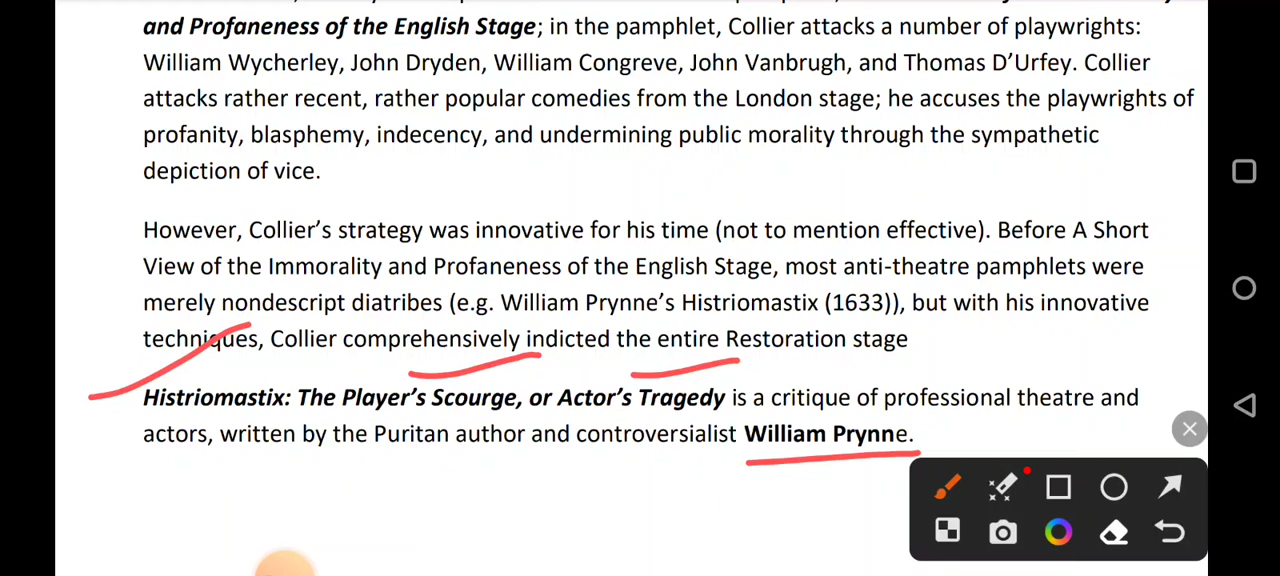 and Profaneness of the English Stage; in the pamphlet, Collier attacks a number of playwrights:
William Wycherley, John Dryden, William Congreve, John Vanbrugh, and Thomas D’Urfey. Collier
attacks rather recent, rather popular comedies from the London stage; he accuses the playwrights of
profanity, blasphemy, indecency, and undermining public morality through the sympathetic
depiction of vice.
However, Collier’s strategy was innovative for his time (not to mention effective). Before A Short
View of the Immorality and Profaneness of the English Stage, most anti-theatre pamphlets were
merely nondescript diatribes (e.g. William Prynne’s Histriomastix (1633)), but with his innovative
techniques, Collier comprehensively indicted the entire Restoration stage
Histriomastix: The Player’s Scourge, or Actor’s Tragedy is a critique of professional theatre and
actors, written by the Puritan author and controversialist William Prynne.